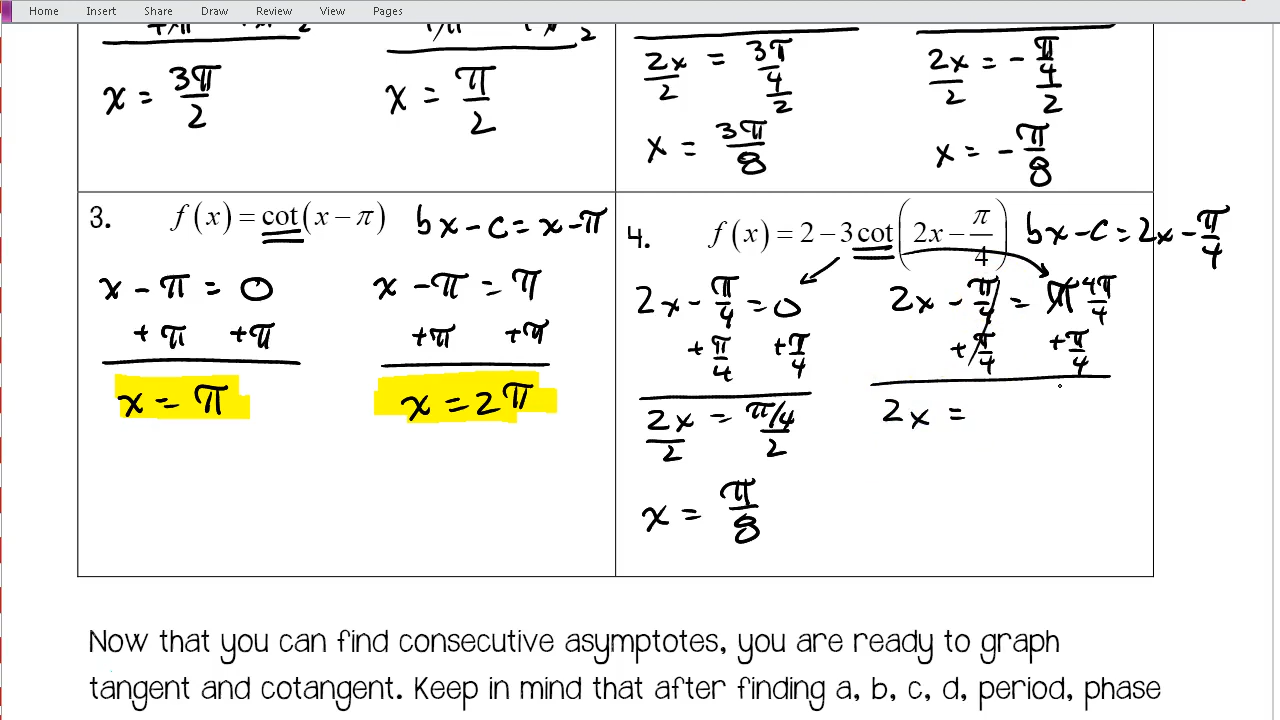 Home Insert Share Draw Review View Pages
2x/2 = 3π/4/2
2x/2 = -π/4/2
x = 3π/2
x = π/2
x = 3π/8
x = -π/8
3. f(x) = cot(x - π) bx - c = x - π
x - π = 0
x - π = π
+π +π
+π +π
x = π
x = 2π
4. f(x) = 2 - 3cot(2x - π/4) bx - c = 2x - π/4
2x - π/4 = 0
2x - π/4 = π 4π/4
+π/4 +π/4
+π/4 +π/4
2x/2 = π/4/2
2x =
x = π/8
Now that you can find consecutive asymptotes, you are ready to graph
tangent and cotangent. Keep in mind that after finding a, b, c, d, period, phase